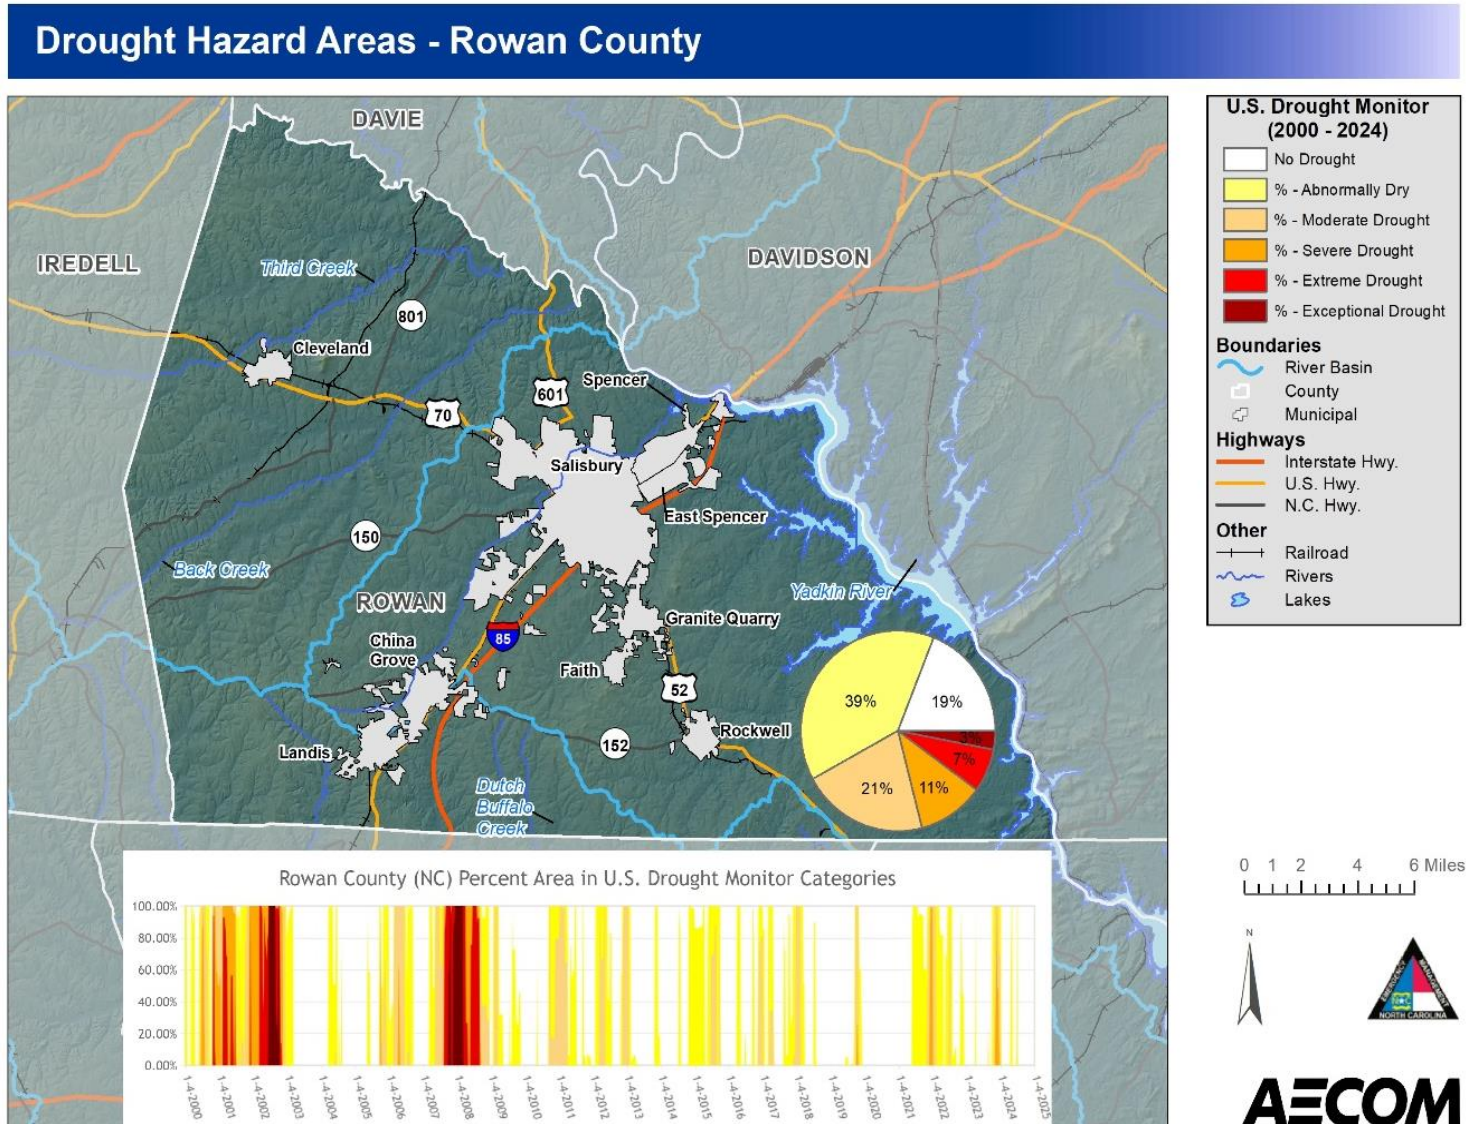 Drought Hazard Areas - Rowan County
DAVIE
IREDELL
DAVIDSON
Third Creek
801
Cleveland
Spencer
601
70
Salisbury
East Spencer
150
Back Creek
Yadkin River
ROWAN
Granite Quarry
China
Grove
85
Faith
52
Rockwell
Landis
152
Dutch
Buffalo
Creek
39%
19%
3%
7%
11%
21%
U.S. Drought Monitor
(2000 - 2024)
No Drought
% - Abnormally Dry
% - Moderate Drought
% - Severe Drought
% - Extreme Drought
% - Exceptional Drought
Boundaries
River Basin
County
Municipal
Highways
Interstate Hwy.
U.S. Hwy.
N.C. Hwy.
Other
Railroad
Rivers
Lakes
0 1 2 4 6 Miles
N
EMERGENCY
MANAGEMENT
NORTH CAROLINA
AECOM
Rowan County (NC) Percent Area in U.S. Drought Monitor Categories
100.00%
80.00%
60.00%
40.00%
20.00%
0.00%
1-4-2000
1-4-2001
1-4-2002
1-4-2003
1-4-2004
1-4-2005
1-4-2006
1-4-2007
1-4-2008
1-4-2009
1-4-2010
1-4-2011
1-4-2012
1-4-2013
1-4-2014
1-4-2015
1-4-2016
1-4-2017
1-4-2018
1-4-2019
1-4-2020
1-4-2021
1-4-2022
1-4-2023
1-4-2024
1-4-2025